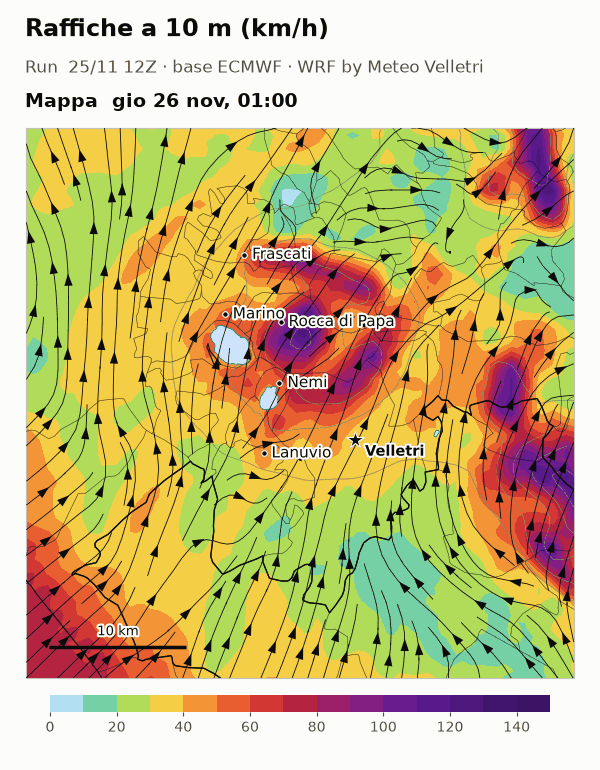 Raffiche a 10 m (km/h)
Run  25/11 12Z · base ECMWF · WRF by Meteo Velletri
Mappa  gio 26 nov, 01:00
Frascati
Marino
Rocca di Papa
Nemi
Lanuvio
Velletri
10 km
0 20 40 60 80 100 120 140